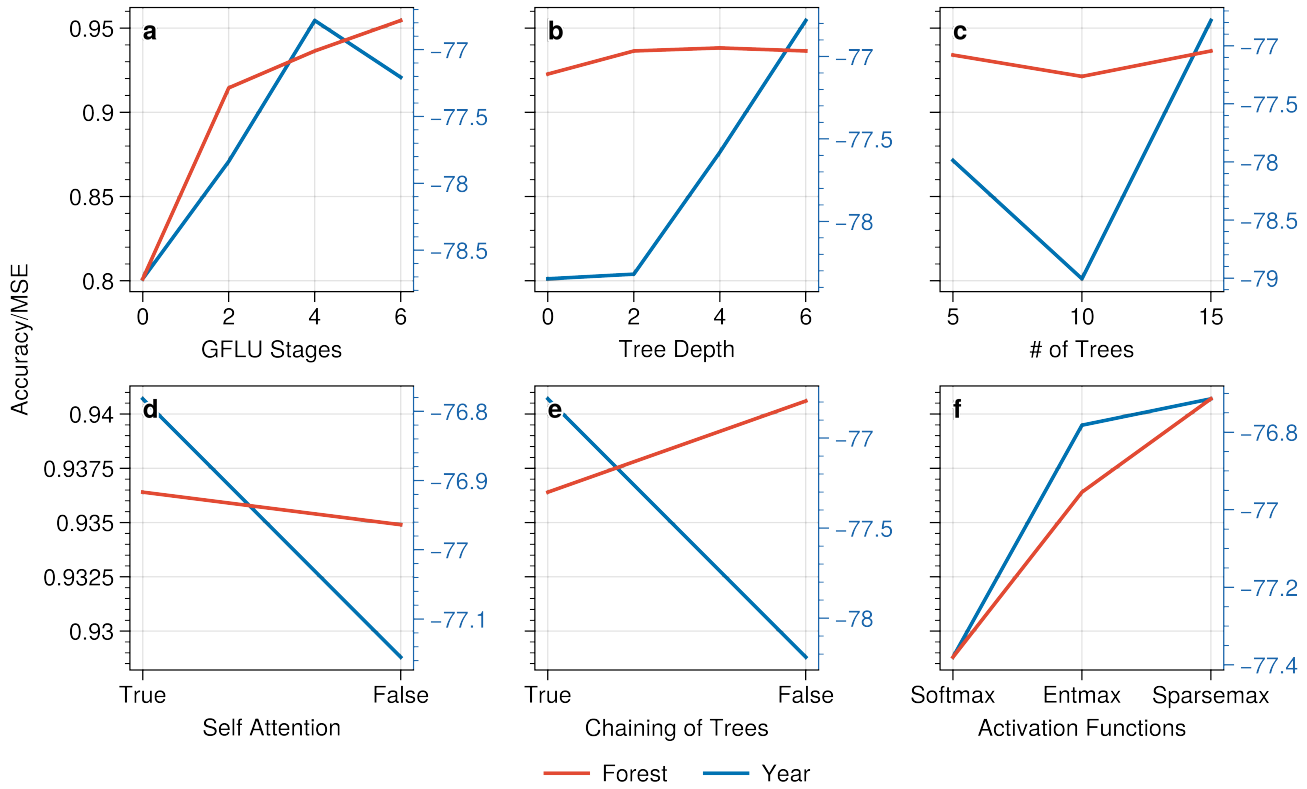 Accuracy/MSE
a
0.95
0.9
0.85
0.8
−77
−77.5
−78
−78.5
0 2 4 6
GFLU Stages
b
−77
−77.5
−78
0 2 4 6
Tree Depth
c
−77
−77.5
−78
−78.5
−79
5 10 15
# of Trees
d
0.94
0.9375
0.935
0.9325
0.93
−76.8
−76.9
−77
−77.1
True False
Self Attention
e
−77
−77.5
−78
True False
Chaining of Trees
f
−76.8
−77
−77.2
−77.4
Softmax Entmax Sparsemax
Activation Functions
Forest Year